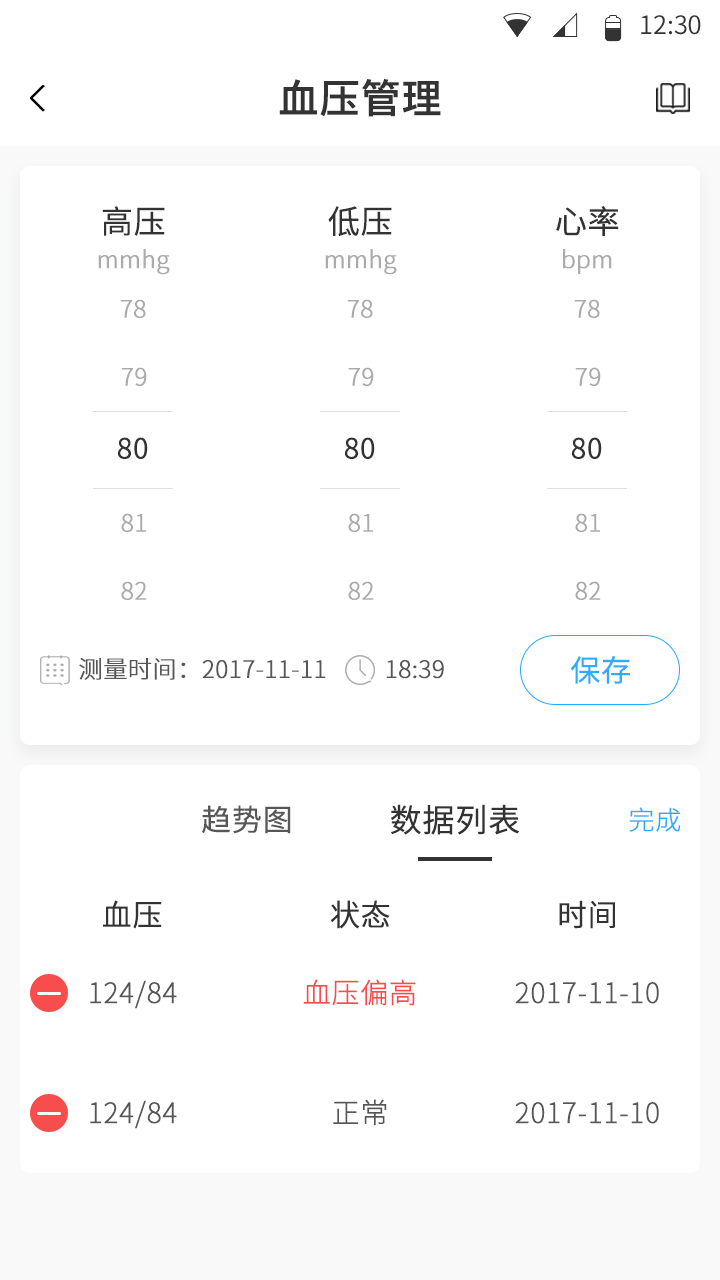 12:30
血压管理
高压 低压 心率
mmhg mmhg bpm
78 78 78
79 79 79
80 80 80
81 81 81
82 82 82
测量时间：2017-11-11 18:39 保存
趋势图 数据列表 完成
血压 状态 时间
124/84 血压偏高 2017-11-10
124/84 正常 2017-11-10